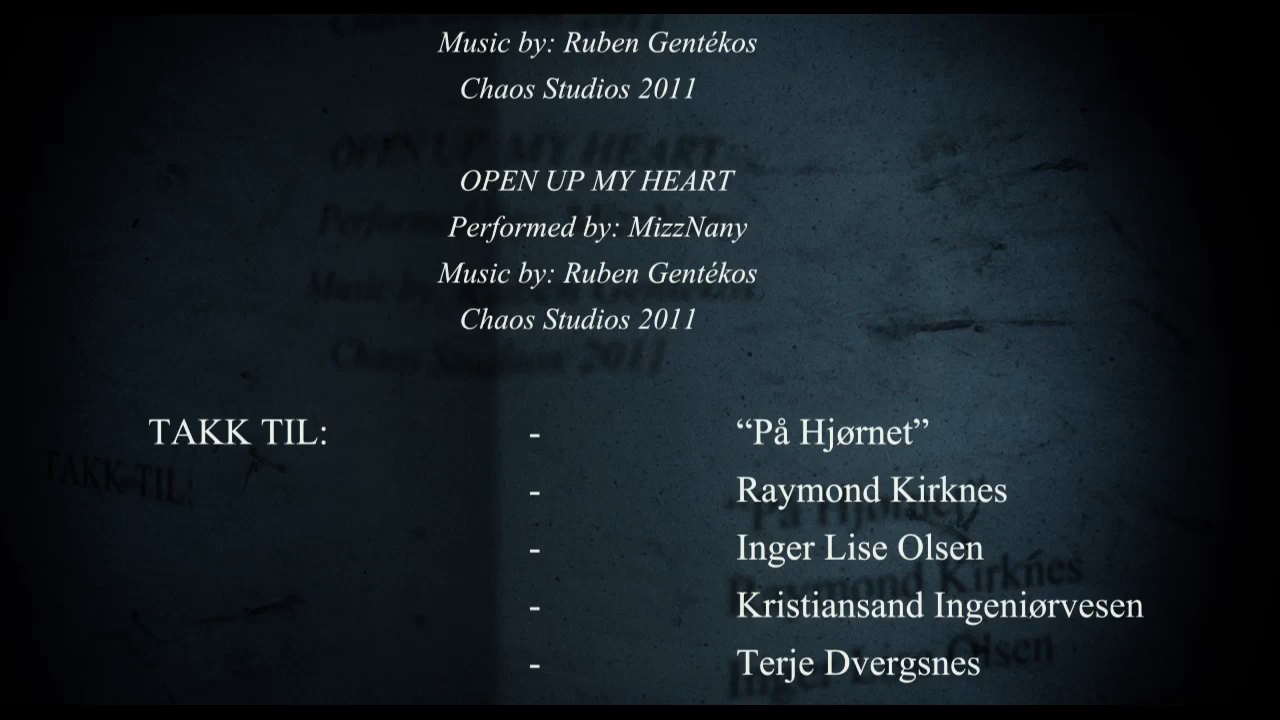 Music by: Ruben Gentékos
Chaos Studios 2011
OPEN UP MY HEART
Performed by: MizzNany
Music by: Ruben Gentékos
Chaos Studios 2011
TAKK TIL: - “På Hjørnet”
- Raymond Kirknes
- Inger Lise Olsen
- Kristiansand Ingeniørvesen
- Terje Dvergsnes